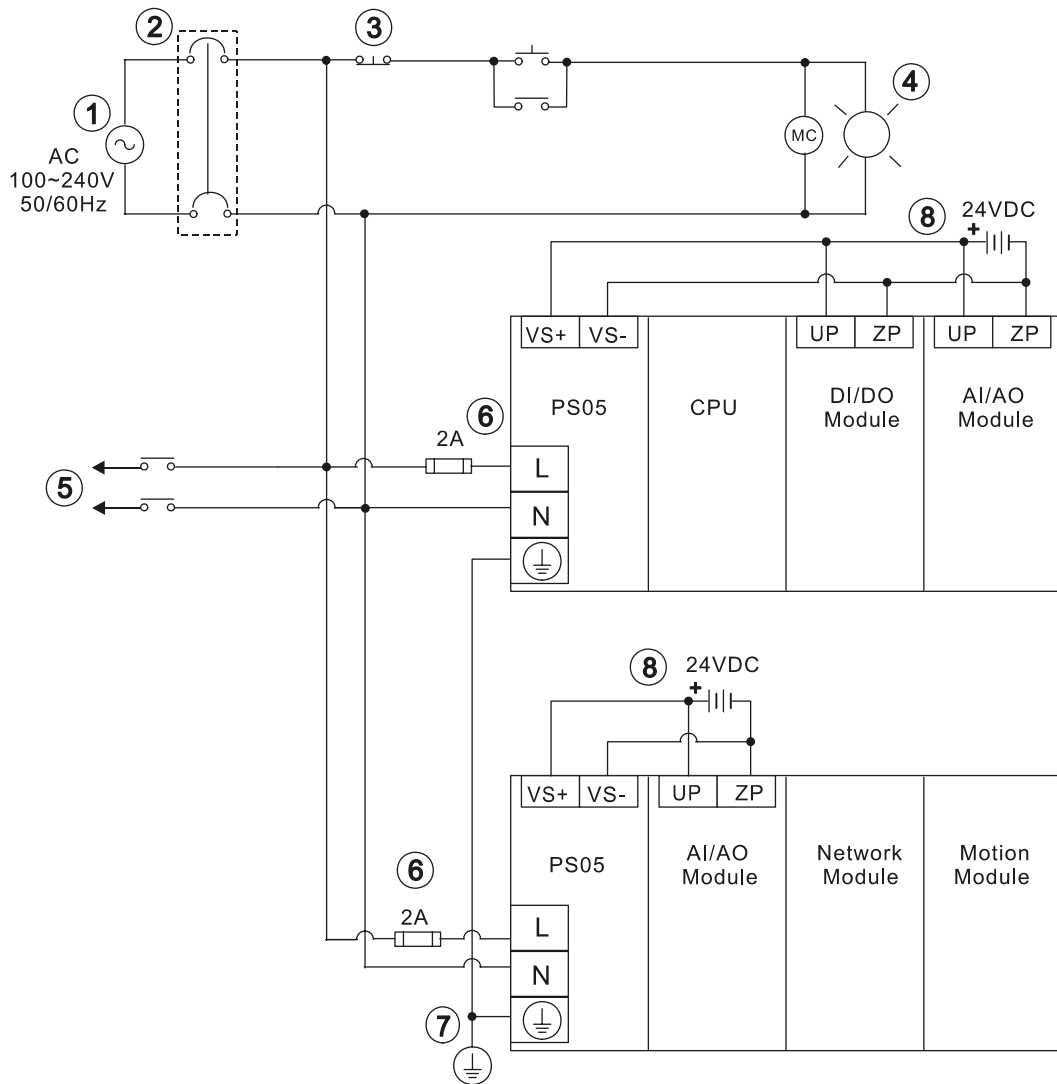 2
3
1
4
AC
100~240V
50/60Hz
MC
8
24VDC
+
VS+ VS- UP ZP UP ZP
PS05 CPU DI/DO Module AI/AO Module
6
2A
L
5
N
8
24VDC
+
VS+ VS- UP ZP
PS05 AI/AO Module Network Module Motion Module
6
2A
L
N
7